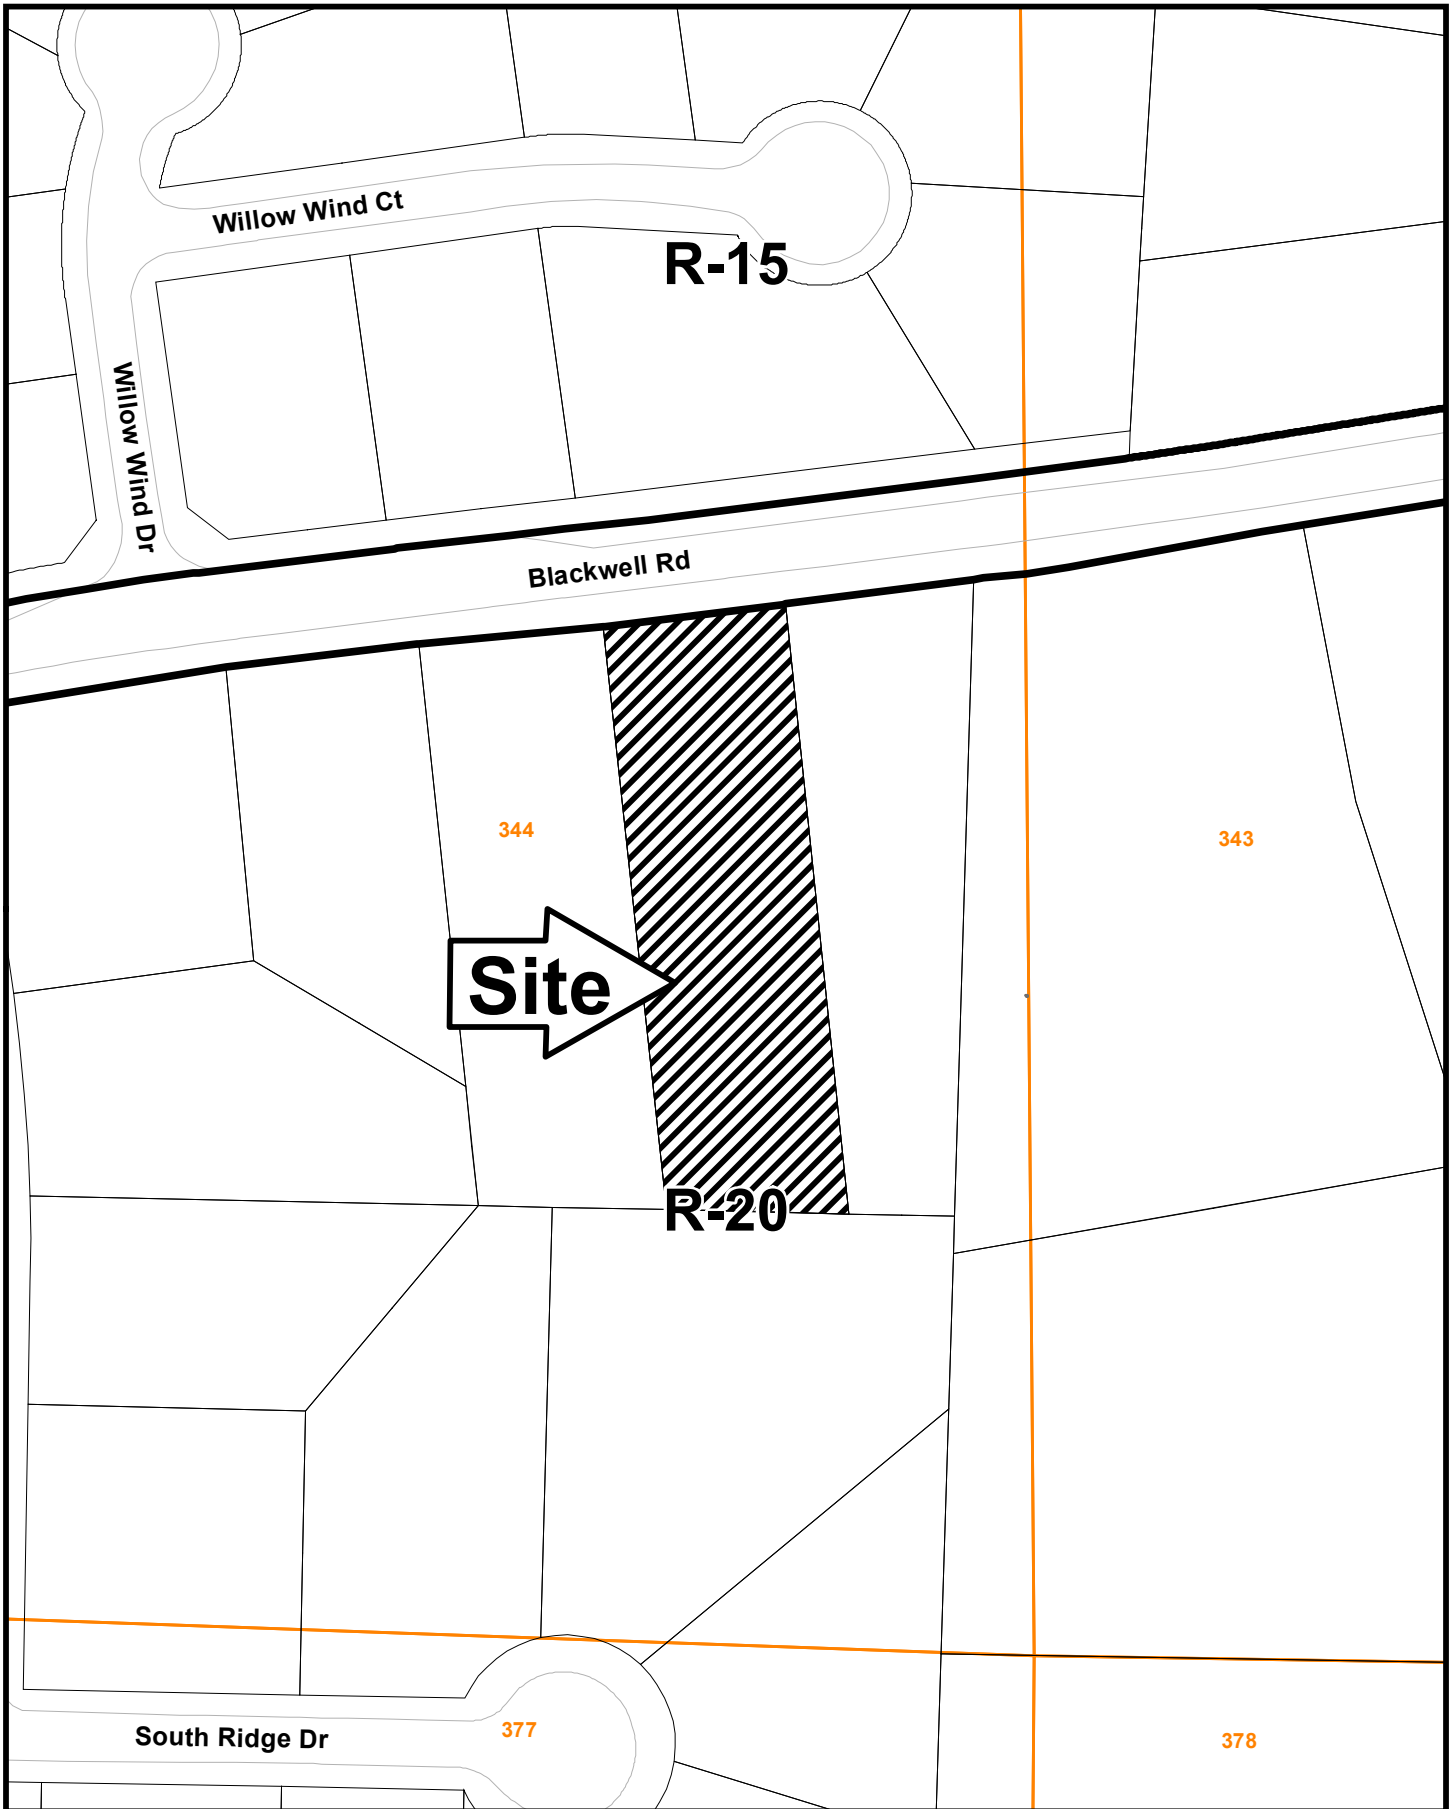 Willow Wind Ct
R-15
Willow Wind Dr
Blackwell Rd
344
343
Site
R-20
South Ridge Dr
377
378